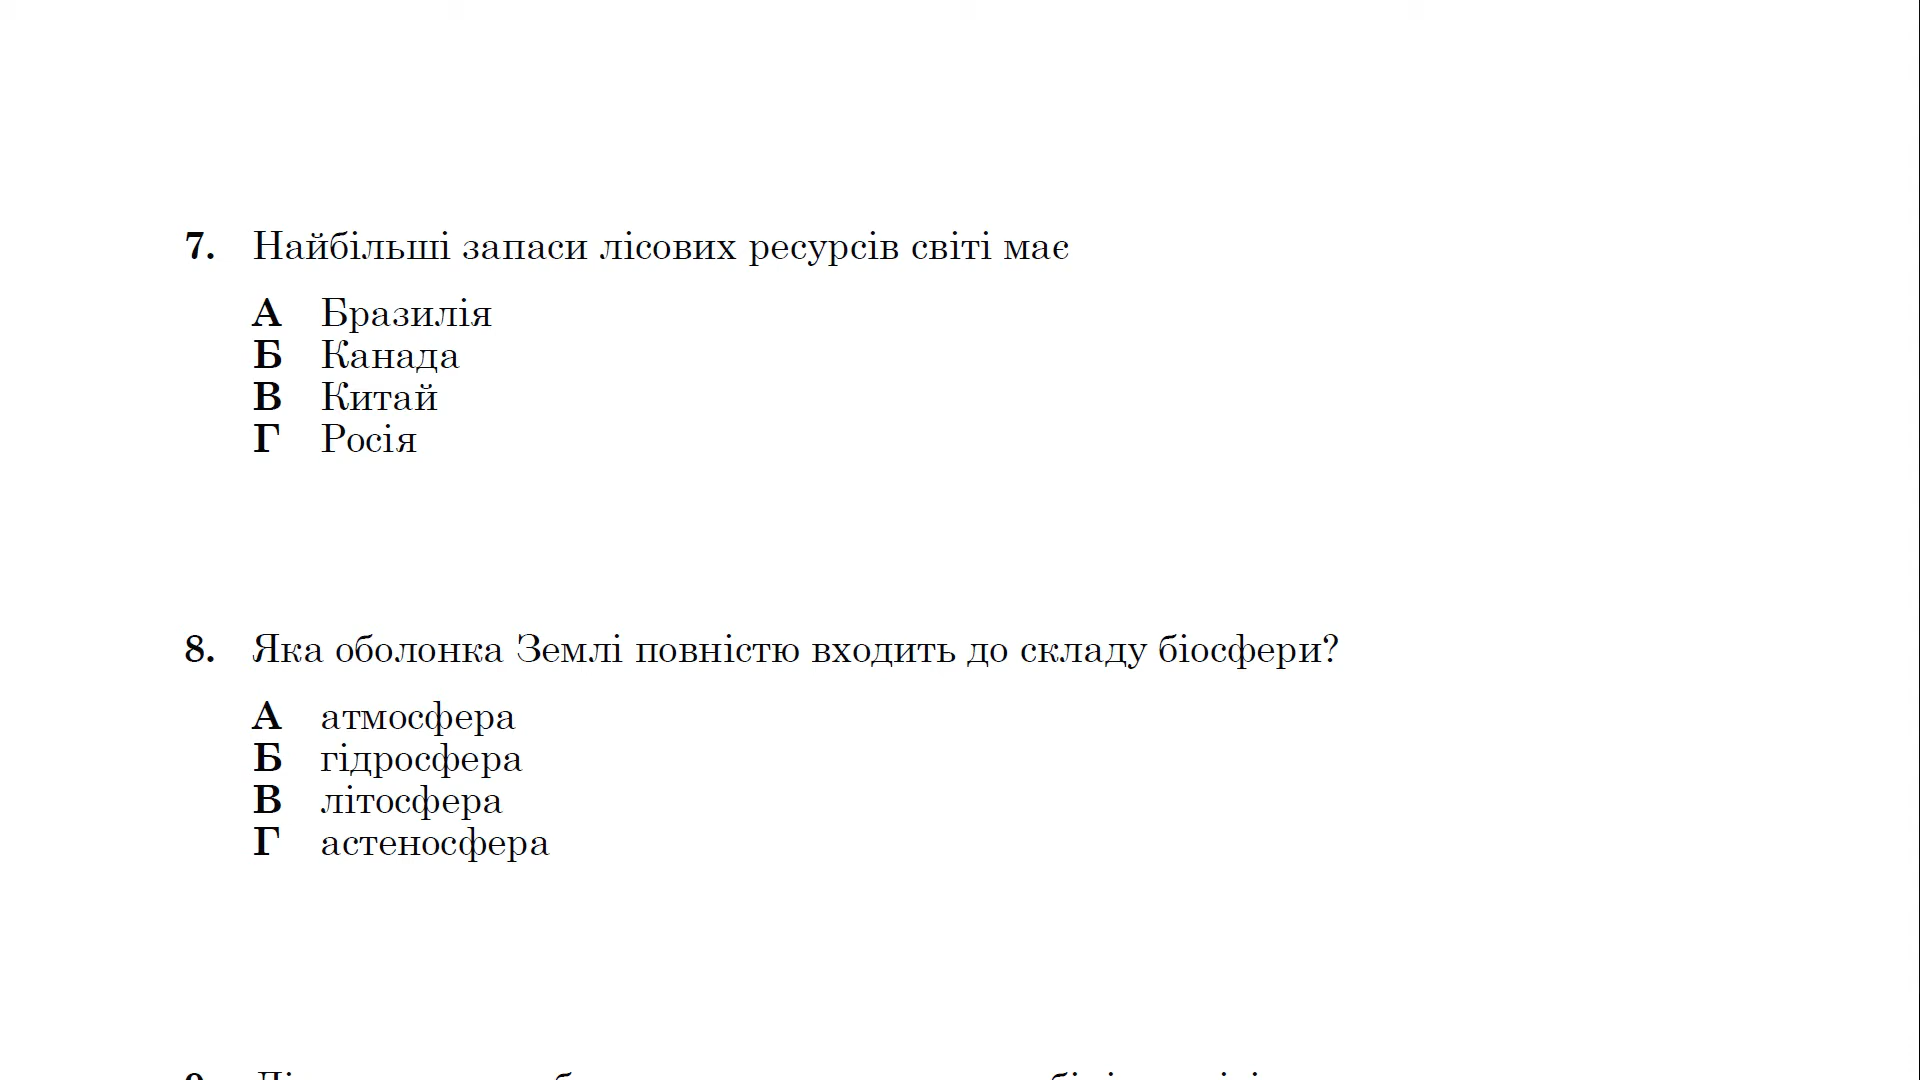 7. Найбільші запаси лісових ресурсів світі має
А Бразилія
Б Канада
В Китай
Г Росія
8. Яка оболонка Землі повністю входить до складу біосфери?
А атмосфера
Б гідросфера
В літосфера
Г астеносфера